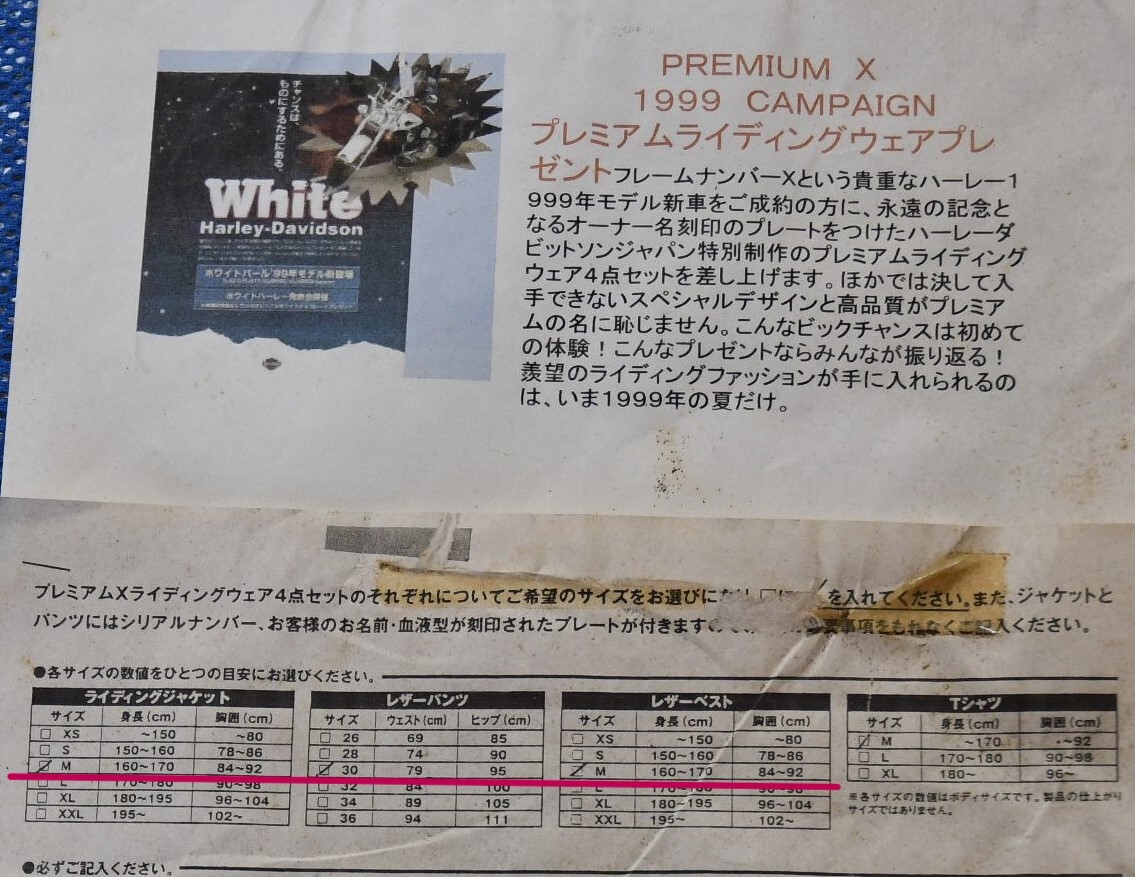 チャンスは、
ものにするためにある。
White
Harley-Davidson
ホワイトパール'99年モデル新登場
ホワイトハーレー発表会開催
PREMIUM X
1999 CAMPAIGN
プレミアムライディングウェアプレ
ゼントフレームナンバーXという貴重なハーレー1
999年モデル新車をご成約の方に、永遠の記念と
なるオーナー名刻印のプレートをつけたハーレーダ
ビットソンジャパン特別制作のプレミアムライディング
ウェア4点セットを差し上げます。ほかでは決して入
手できないスペシャルデザインと高品質がプレミア
ムの名に恥じません。こんなビックチャンスは初めて
の体験！こんなプレゼントならみんなが振り返る！
羨望のライディングファッションが手に入れられるの
は、いま1999年の夏だけ。
プレミアムXライディングウェア4点セットのそれぞれについてご希望のサイズをお選びに を入れてください。また、ジャケットと
パンツにはシリアルナンバー、お客様のお名前・血液型が刻印されたプレートが付きます 要事項をもれなくご記入ください。
●各サイズの数値をひとつの目安にお選びください。
ライディングジャケット
サイズ 身長(cm) 胸囲(cm)
□ XS ～150 ～80
□ S 150～160 78～86
☑ M 160～170 84～92
□ L 170～180 90～98
□ XL 180～195 96～104
□ XXL 195～ 102～
レザーパンツ
サイズ ウェスト(cm) ヒップ(cm)
□ 26 69 85
□ 28 74 90
☑ 30 79 95
□ 32 84 100
□ 34 89 105
□ 36 94 111
レザーベスト
サイズ 身長(cm) 胸囲(cm)
□ XS ～150 ～80
□ S 150～160 78～86
☑ M 160～170 84～92
□ L 170～180 90～98
□ XL 180～195 96～104
□ XXL 195～ 102～
Tシャツ
サイズ 身長(cm) 胸囲(cm)
☑ M ～170 ～92
□ L 170～180 90～98
□ XL 180～ 96～
※各サイズの数値はボディサイズです。製品の仕上がり
サイズではありません。
●必ずご記入ください。